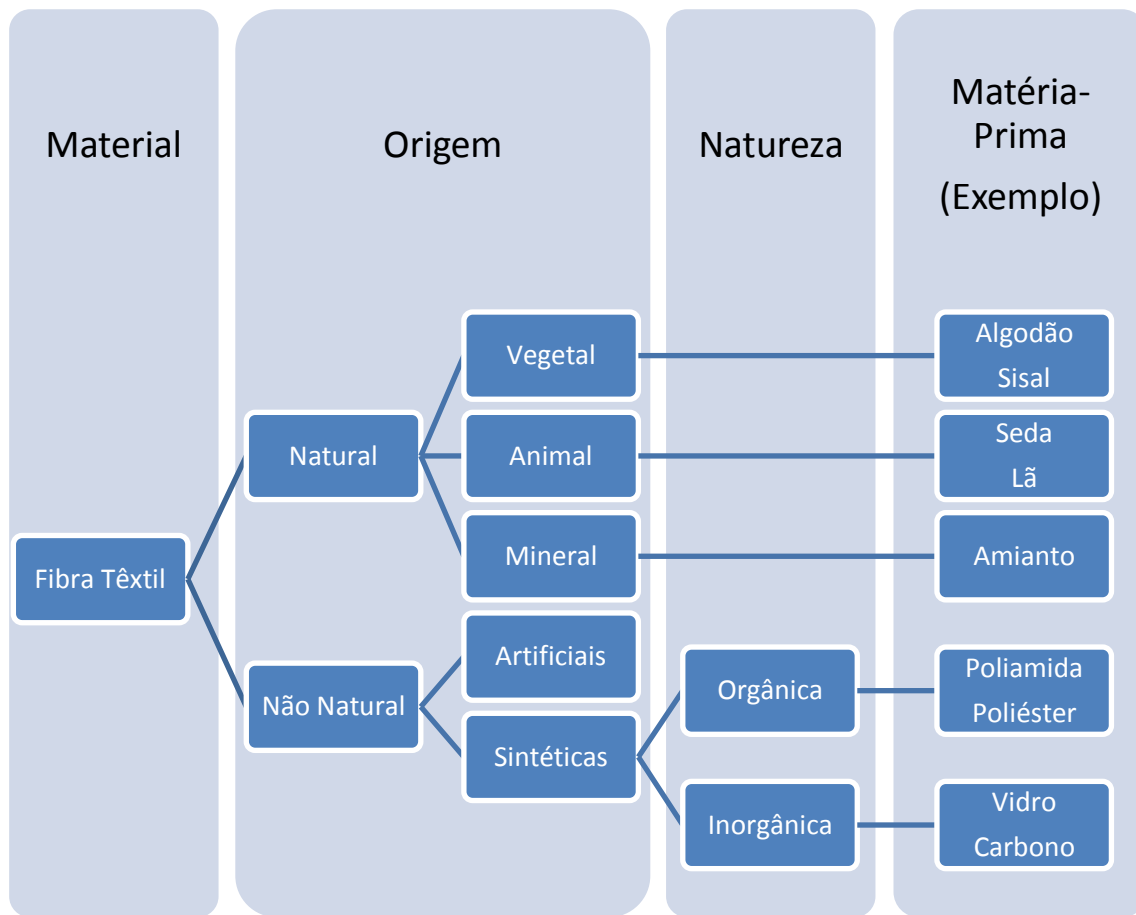 Material
Origem
Natureza
Matéria-
Prima
(Exemplo)
Fibra Têxtil
Natural
Vegetal
Algodão
Sisal
Animal
Seda
Lã
Mineral
Amianto
Não Natural
Artificiais
Sintéticas
Orgânica
Poliamida
Poliéster
Inorgânica
Vidro
Carbono